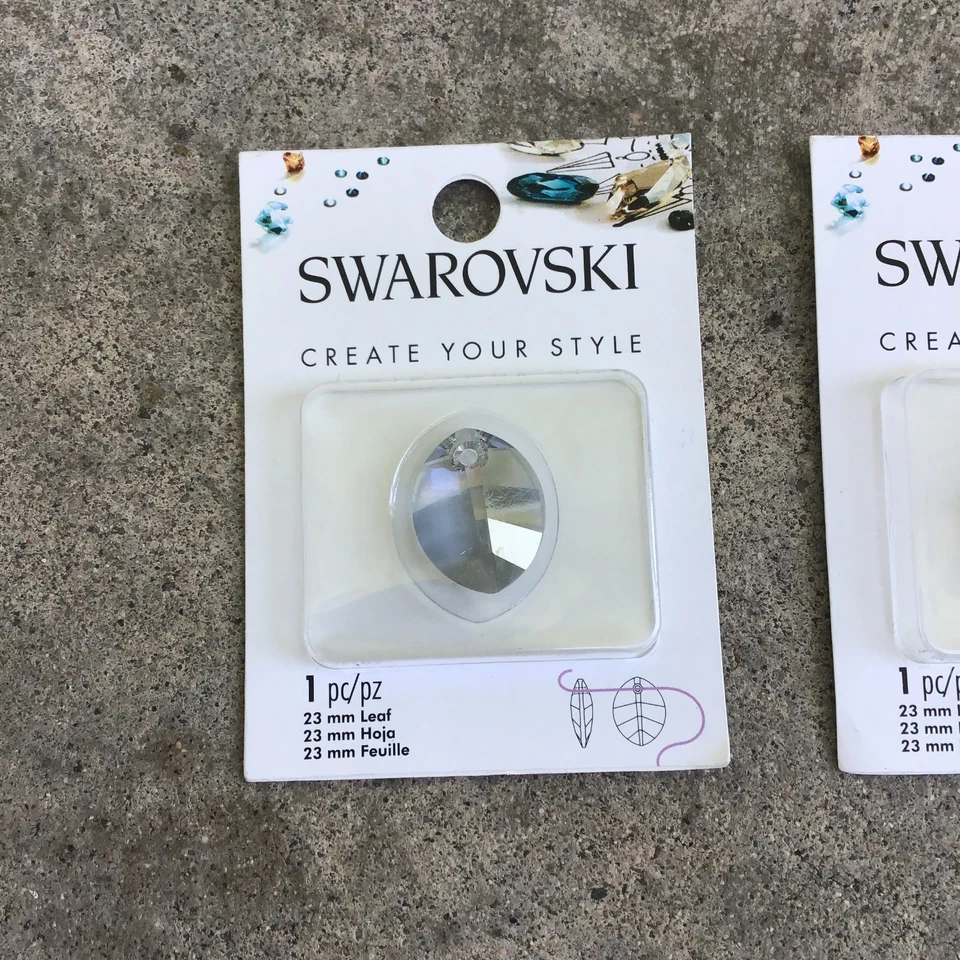 SWAROVSKI
CREATE YOUR STYLE
1 pc/pz
23 mm Leaf
23 mm Hoja
23 mm Feuille
SW
CREA
1 pc/p
23 mm
23 mm
23 mm